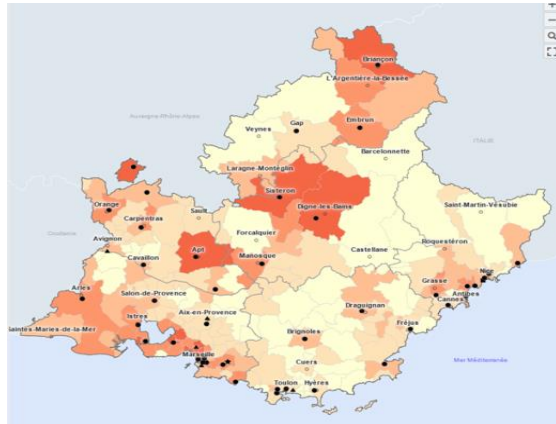 Briançon
L'Argentière-la-Bessée
Auvergne-Rhône-Alpes
Embrun
Gap
Veynes
ITALIE
Barcelonnette
Laragne-Montéglin
Sisteron
Saint-Martin-Vésubie
Orange
Digne-les-Bains
Sault
Carpentras
Forcalquier
Roquestéron
Avignon
Apt
Castellane
Occitanie
Cavaillon
Manosque
Nice
Grasse
Antibes
Arles
Salon-de-Provence
Cannes
Draguignan
Istres
Aix-en-Provence
Fréjus
Saintes-Maries-de-la-Mer
Brignoles
Marseille
Mer Méditerranée
Cuers
Toulon
Hyères